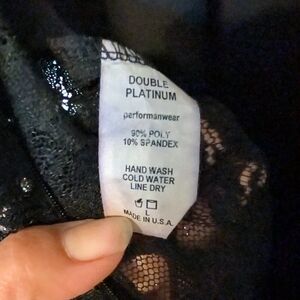 DOUBLE
PLATINUM
performanwear
90% POLY
10% SPANDEX
HAND WASH
COLD WATER
LINE DRY
L
MADE IN U.S.A.